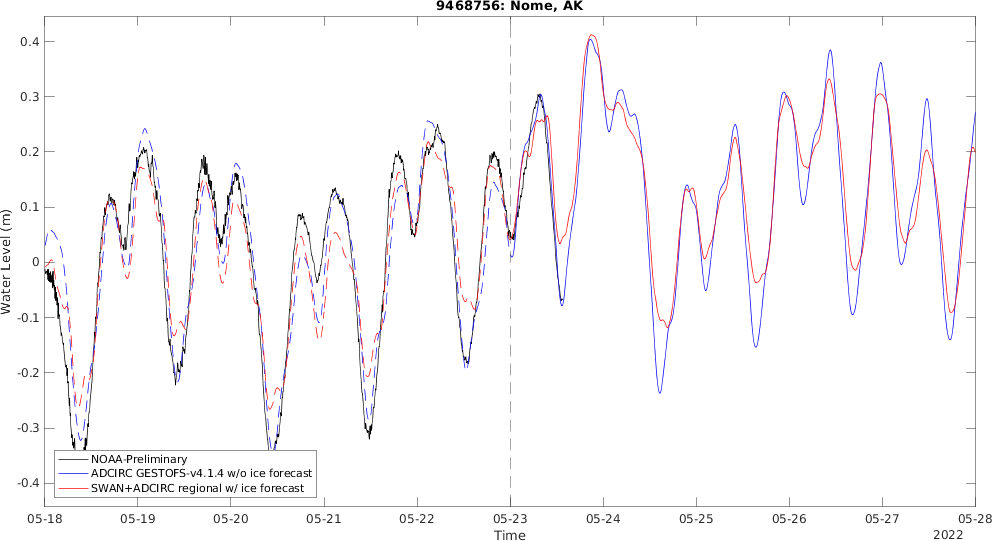 9468756: Nome, AK
Water Level (m)
0.4
0.3
0.2
0.1
0
-0.1
-0.2
-0.3
-0.4
NOAA-Preliminary
ADCIRC GESTOFS-v4.1.4 w/o ice forecast
SWAN+ADCIRC regional w/ ice forecast
05-18 05-19 05-20 05-21 05-22 05-23 05-24 05-25 05-26 05-27 05-28
Time
2022